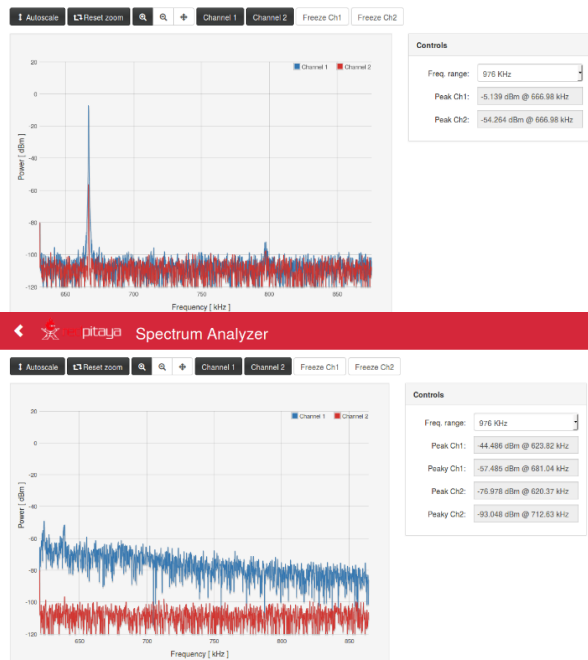 Autoscale Reset zoom Channel 1 Channel 2 Freeze Ch1 Freeze Ch2
Controls
Freq. range: 976 KHz
Peak Ch1: -5.139 dBm @ 666.98 kHz
Peak Ch2: -54.264 dBm @ 666.98 kHz
Channel 1 Channel 2
Power [ dBm ]
20
0
-20
-40
-60
-80
-100
-120
650 700 750 800 850
Frequency [ kHz ]
pitaya Spectrum Analyzer
Autoscale Reset zoom Channel 1 Channel 2 Freeze Ch1 Freeze Ch2
Controls
Freq. range: 976 KHz
Peak Ch1: -44.486 dBm @ 623.82 kHz
Peaky Ch1: -57.485 dBm @ 681.04 kHz
Peak Ch2: -76.978 dBm @ 620.37 kHz
Peaky Ch2: -93.048 dBm @ 712.63 kHz
Channel 1 Channel 2
Power [ dBm ]
20
0
-20
-40
-60
-80
-100
-120
650 700 750 800 850
Frequency [ kHz ]